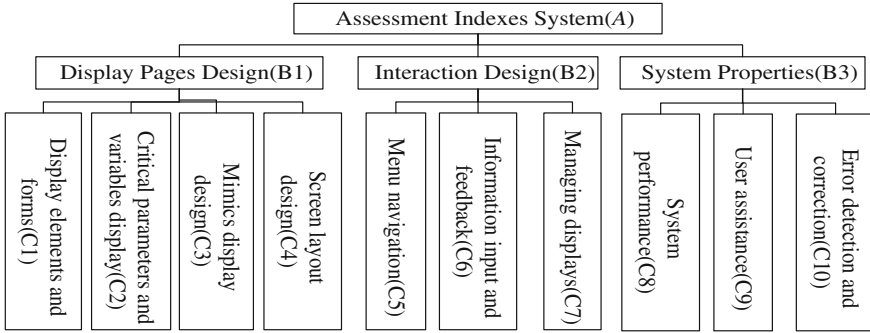 Assessment Indexes System(A)
Display Pages Design(B1)
Interaction Design(B2)
System Properties(B3)
Display elements and
forms(C1)
Critical parameters and
variables display(C2)
Mimics display
design(C3)
Screen layout
design(C4)
Menu navigation(C5)
Information input and
feedback(C6)
Managing displays(C7)
System
performance(C8)
User assistance(C9)
Error detection and
correction(C10)